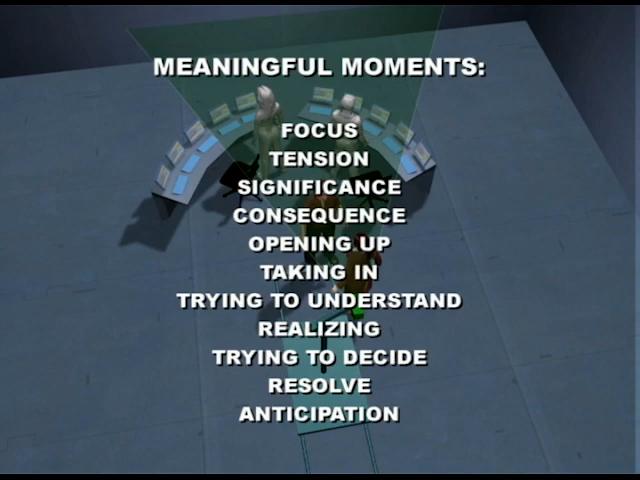 MEANINGFUL MOMENTS:
FOCUS
TENSION
SIGNIFICANCE
CONSEQUENCE
OPENING UP
TAKING IN
TRYING TO UNDERSTAND
REALIZING
TRYING TO DECIDE
RESOLVE
ANTICIPATION